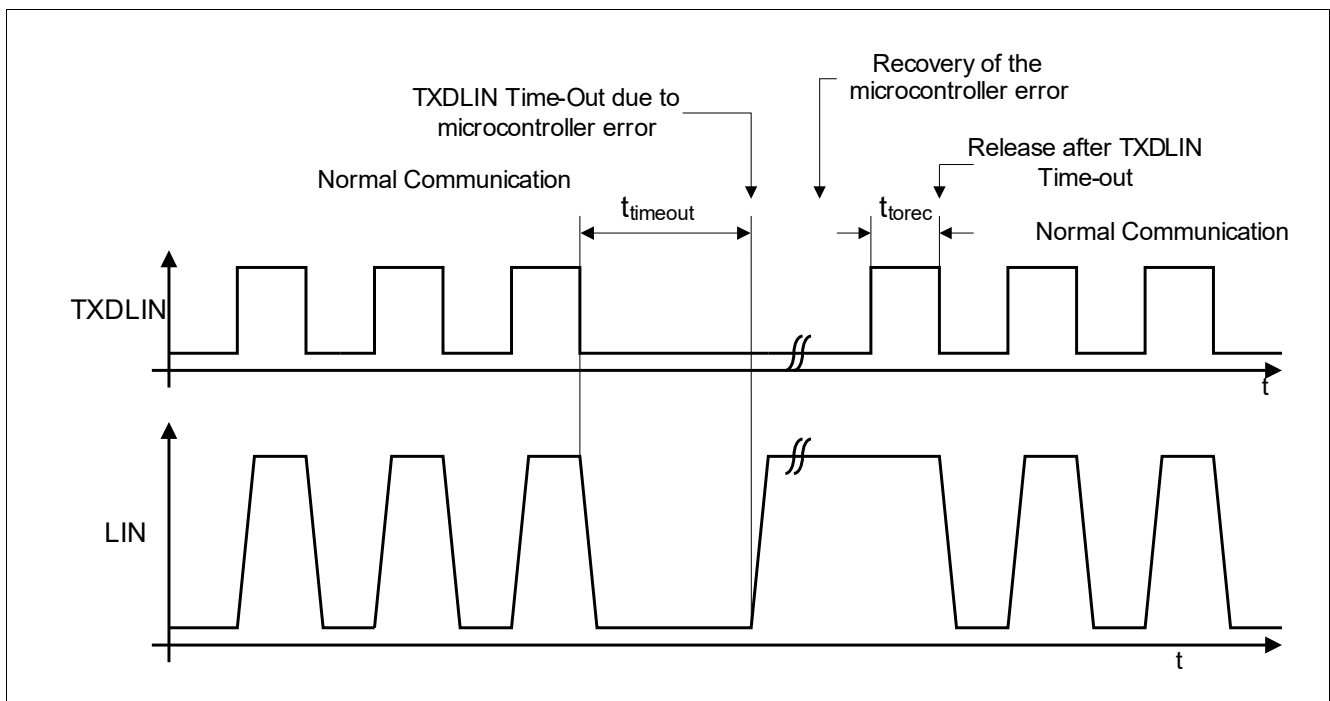 Recovery of the
microcontroller error
TXDLIN Time-Out due to
microcontroller error
Release after TXDLIN
Time-out
Normal Communication
ttimeout
ttorec
Normal Communication
TXDLIN
t
LIN
t